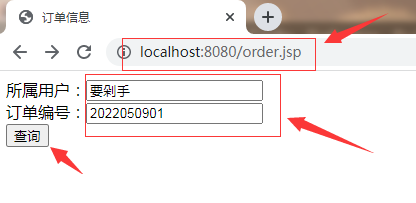 订单信息
localhost:8080/order.jsp
所属用户：要剁手
订单编号：2022050901
查询